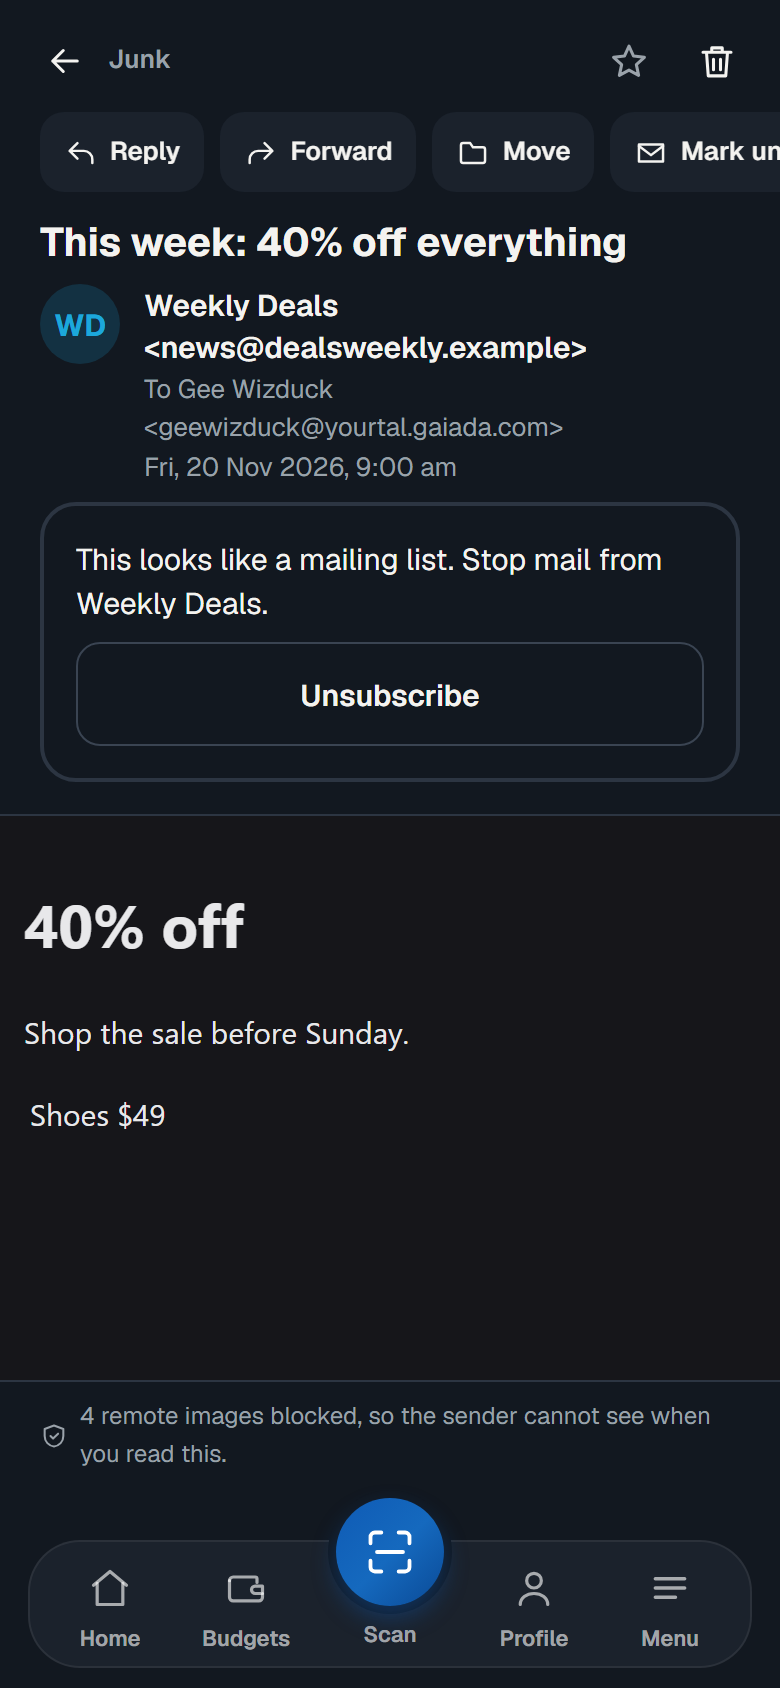 Junk
Reply
Forward
Move
Mark un
This week: 40% off everything
WD
Weekly Deals
<news@dealsweekly.example>
To Gee Wizduck
<geewizduck@yourtal.gaiada.com>
Fri, 20 Nov 2026, 9:00 am
This looks like a mailing list. Stop mail from
Weekly Deals.
Unsubscribe
40% off
Shop the sale before Sunday.
Shoes $49
4 remote images blocked, so the sender cannot see when
you read this.
Home
Budgets
Scan
Profile
Menu